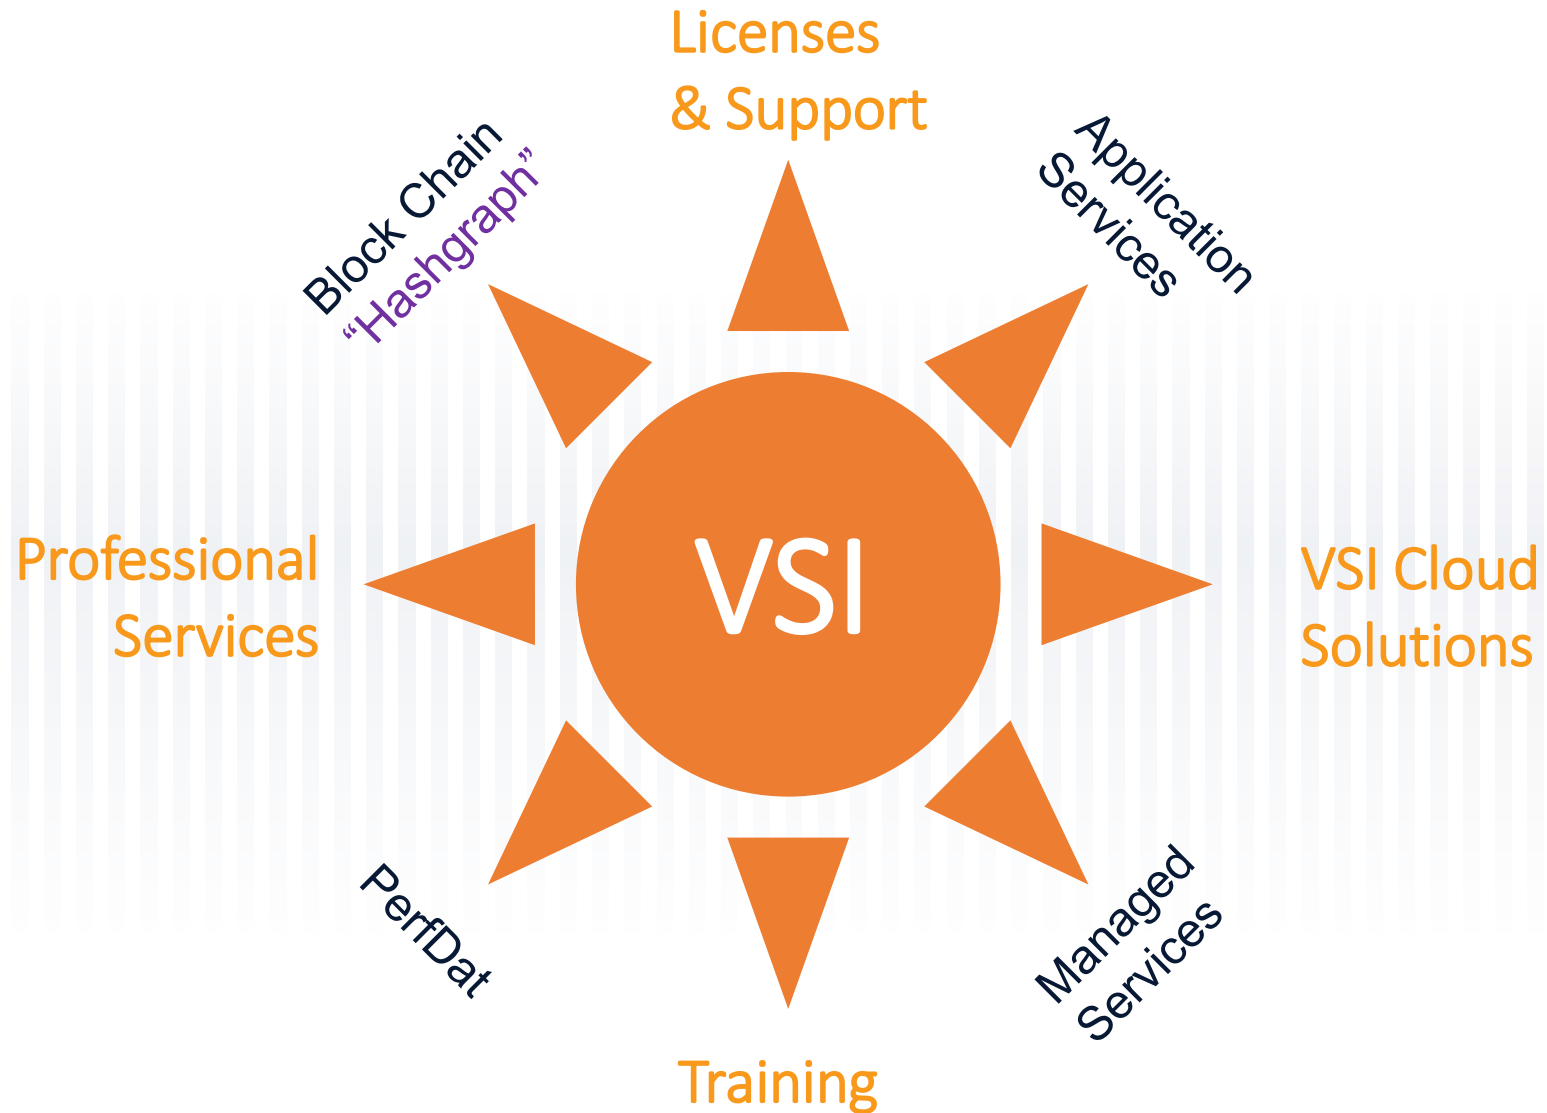 Licenses
& Support
Block Chain
“Hashgraph”
Application
Services
Professional
Services
VSI
VSI Cloud
Solutions
PerfDat
Managed
Services
Training